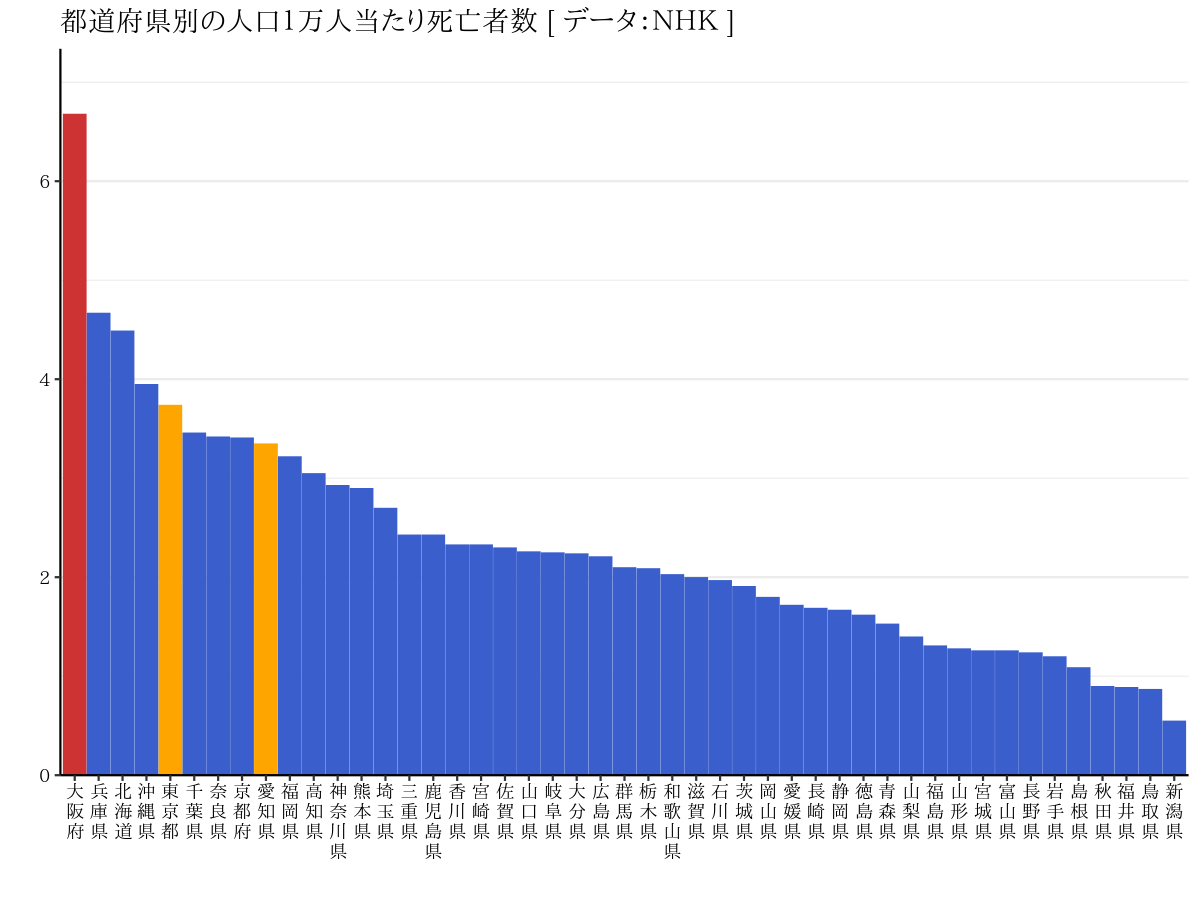 都道府県別の人口1万人当たり死亡者数 [ データ:NHK ]
6
4
2
0
大阪府
兵庫県
北海道
沖縄県
東京都
千葉県
奈良県
京都府
愛知県
福岡県
高知県
神奈川県
熊本県
埼玉県
三重県
鹿児島県
香川県
宮崎県
佐賀県
山口県
岐阜県
大分県
広島県
群馬県
栃木県
和歌山県
滋賀県
石川県
茨城県
岡山県
愛媛県
長崎県
静岡県
徳島県
青森県
山梨県
福島県
山形県
宮城県
富山県
長野県
岩手県
島根県
秋田県
福井県
鳥取県
新潟県